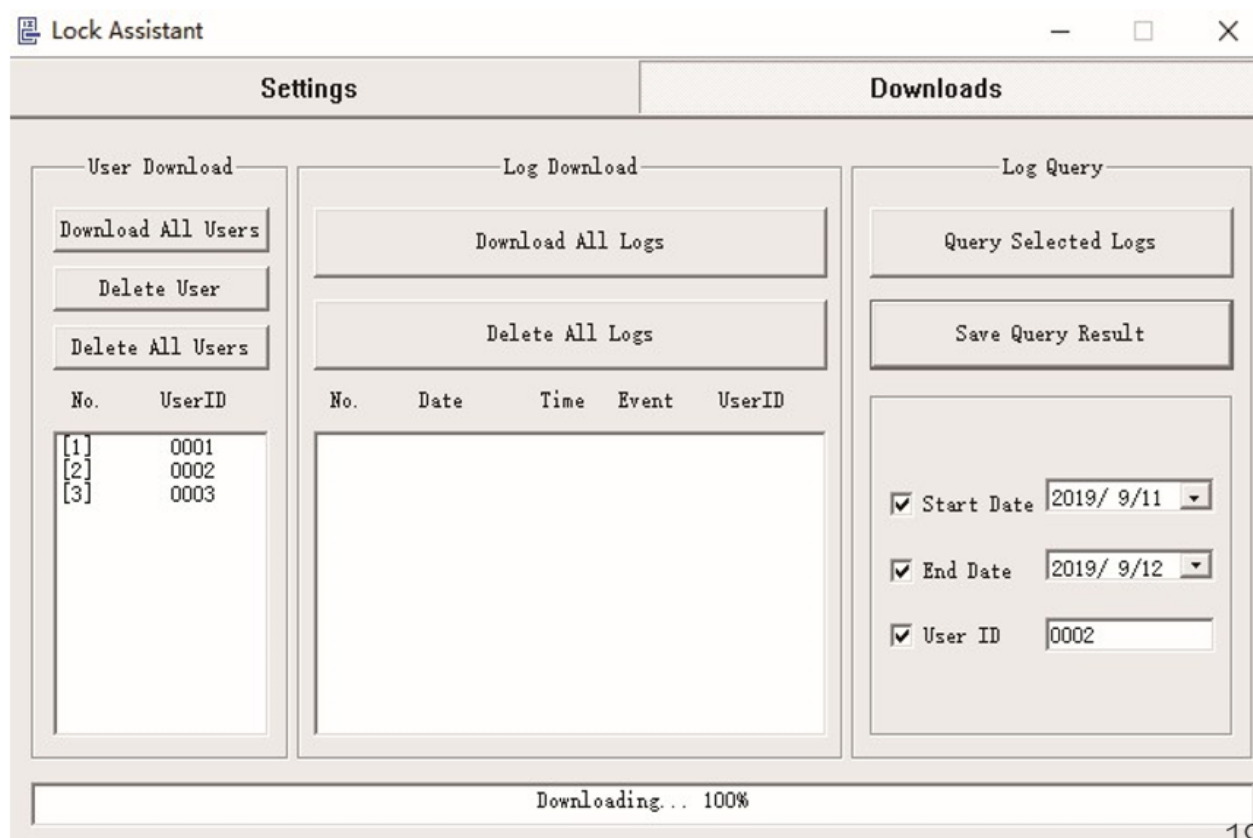 Lock Assistant
Settings
Downloads
User Download
Download All Users
Delete User
Delete All Users
No. UserID
[1] 0001
[2] 0002
[3] 0003
Log Download
Download All Logs
Delete All Logs
No. Date Time Event UserID
Log Query
Query Selected Logs
Save Query Result
Start Date 2019/ 9/11
End Date 2019/ 9/12
User ID 0002
Downloading... 100%